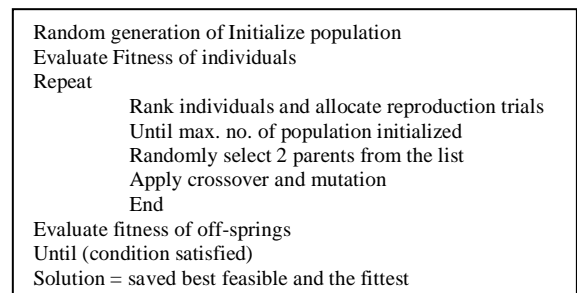 Random generation of Initialize population
Evaluate Fitness of individuals
Repeat
Rank individuals and allocate reproduction trials
Until max. no. of population initialized
Randomly select 2 parents from the list
Apply crossover and mutation
End
Evaluate fitness of off-springs
Until (condition satisfied)
Solution = saved best feasible and the fittest